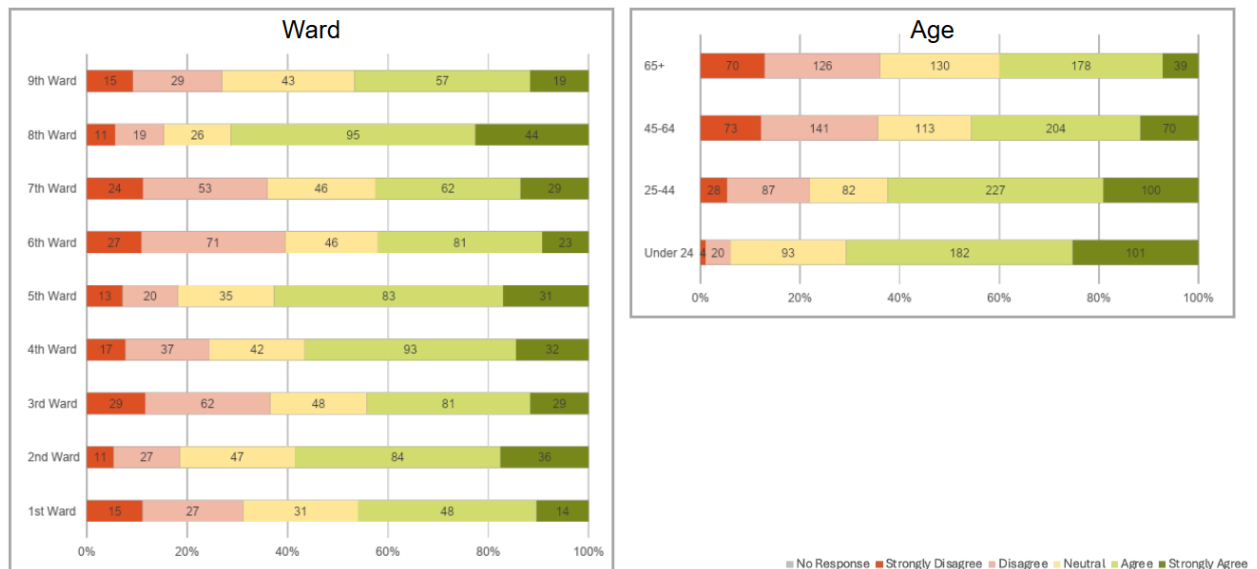 Ward
9th Ward 15 29 43 57 19
8th Ward 11 19 26 95 44
7th Ward 24 53 46 62 29
6th Ward 27 71 46 81 23
5th Ward 13 20 35 83 31
4th Ward 17 37 42 93 32
3rd Ward 29 62 48 81 29
2nd Ward 11 27 47 84 36
1st Ward 15 27 31 48 14
0% 20% 40% 60% 80% 100%
Age
65+ 70 126 130 178 39
45-64 73 141 113 204 70
25-44 28 87 82 227 100
Under 24 4 20 93 182 101
0% 20% 40% 60% 80% 100%
No Response Strongly Disagree Disagree Neutral Agree Strongly Agree